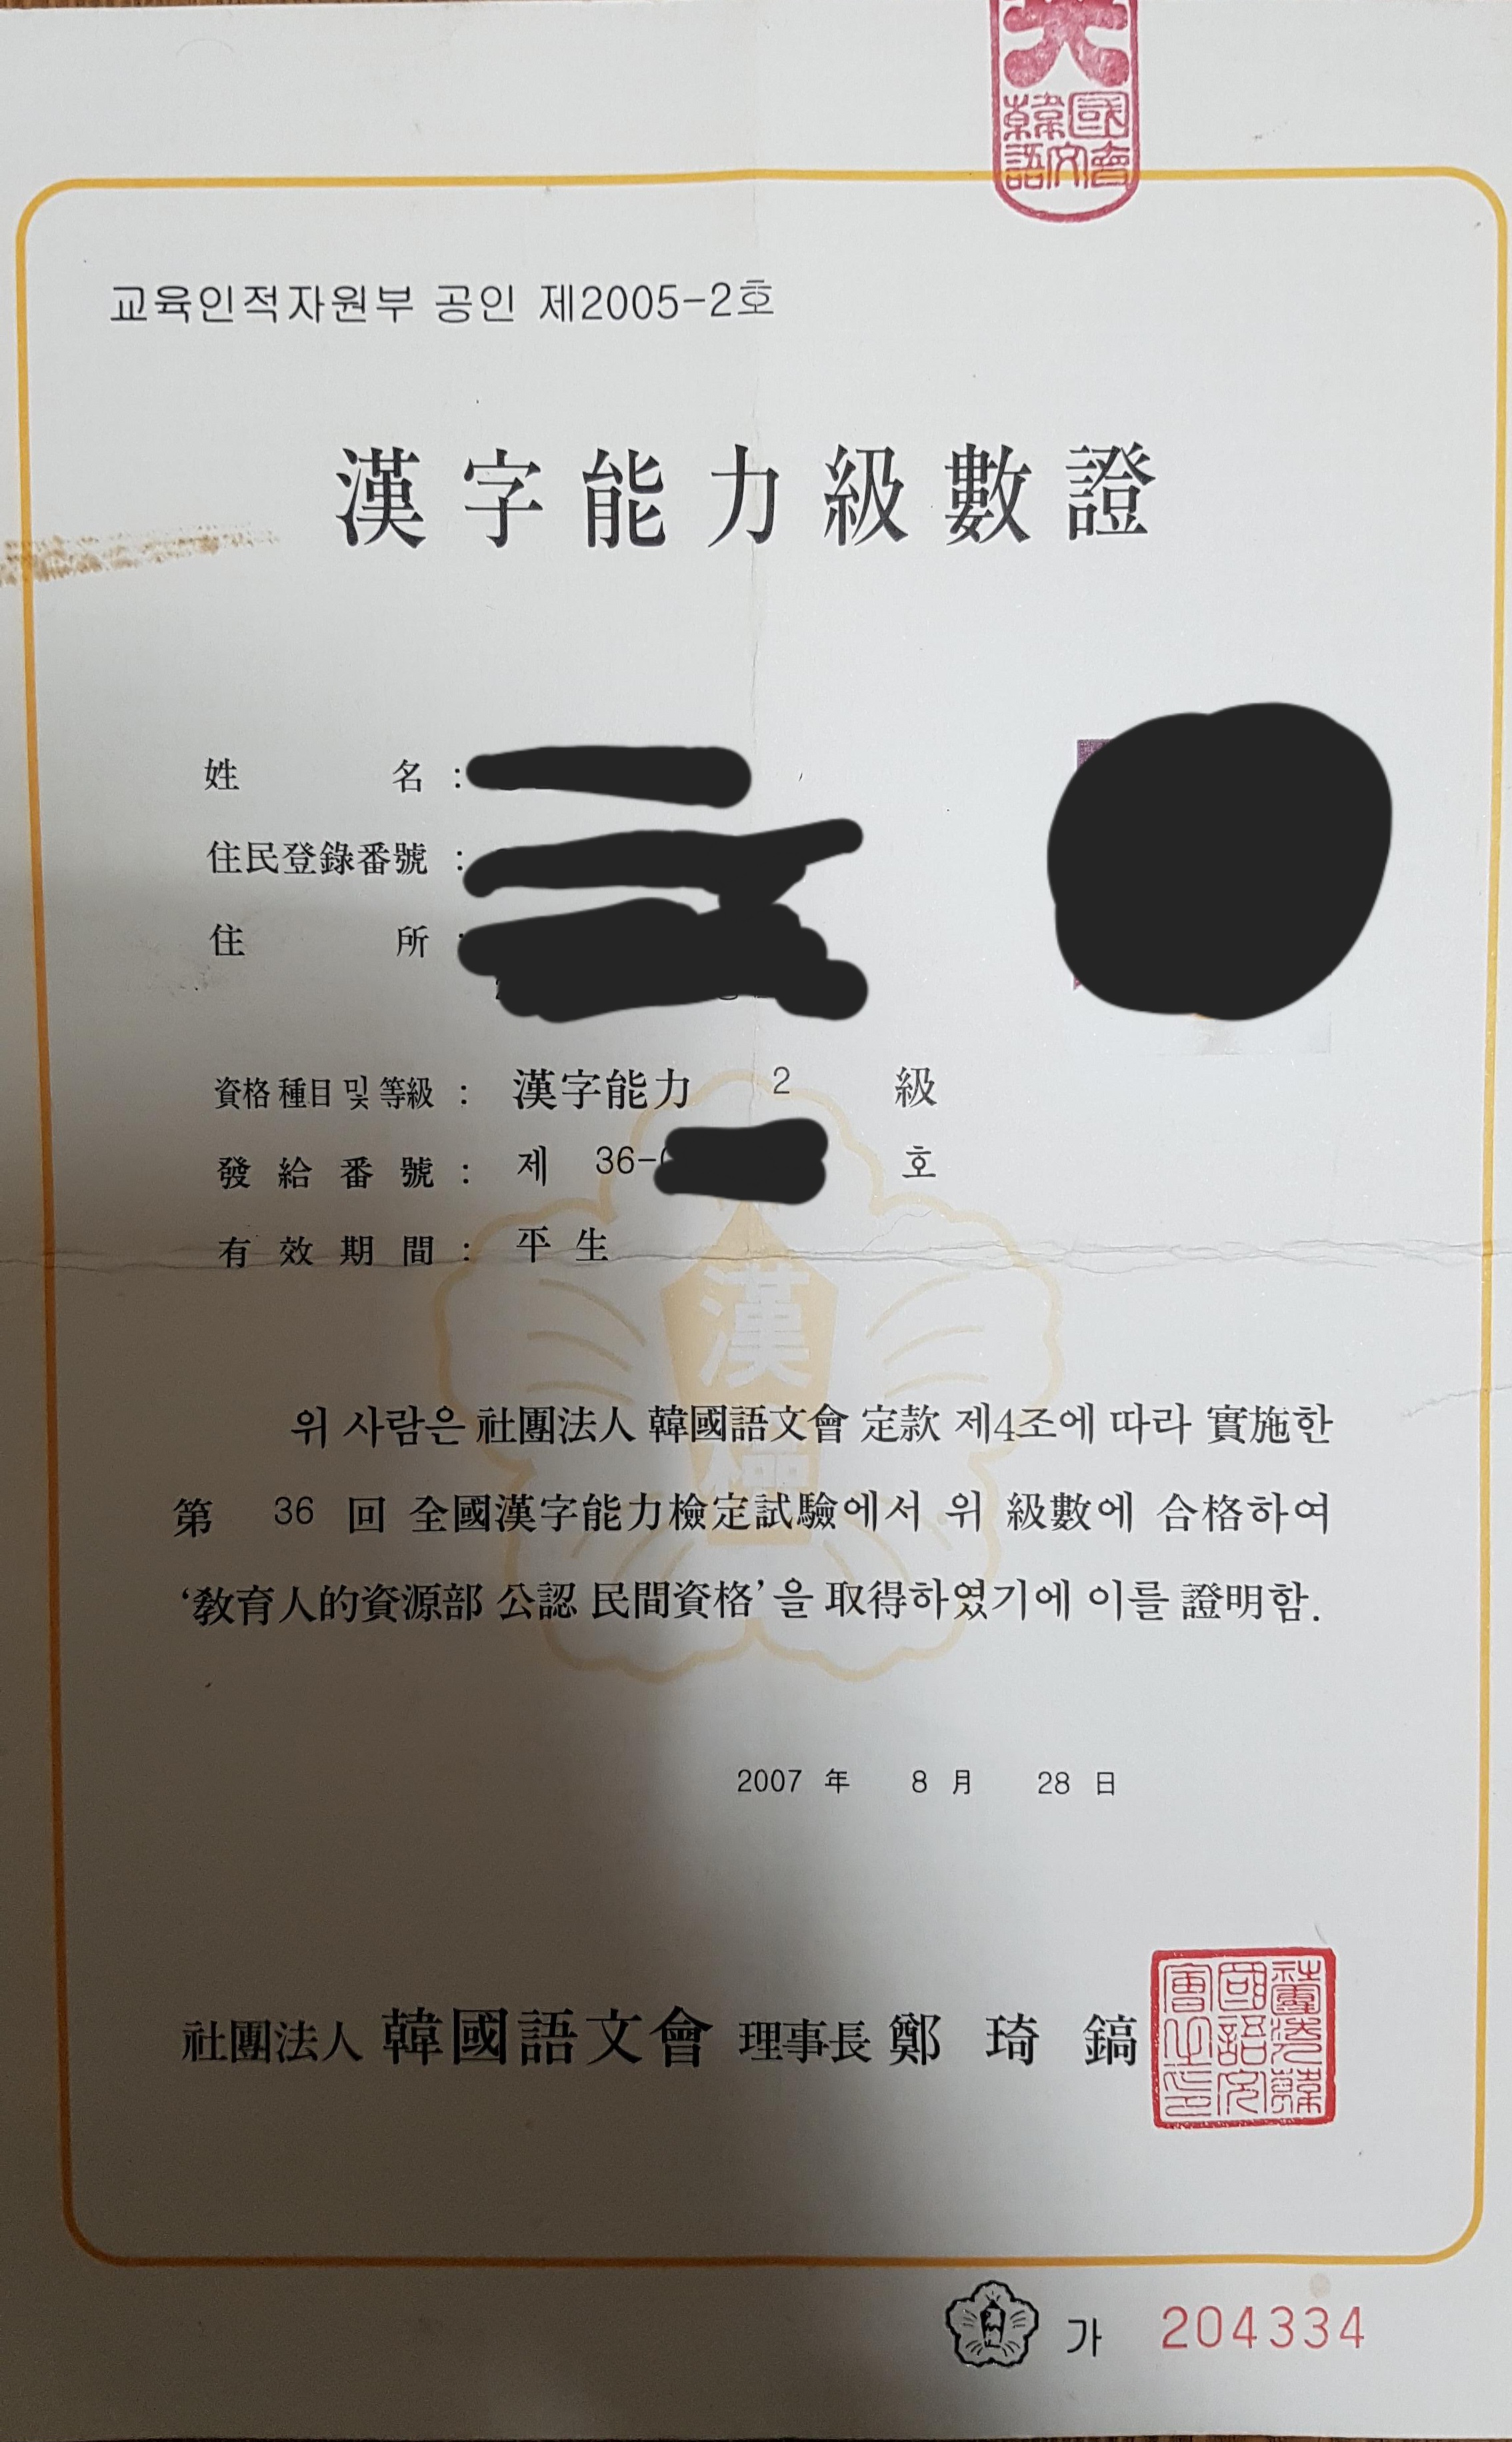 韓國
語文會
교육인적자원부 공인 제2005-2호
漢字能力級數證
姓 名 :
住民登錄番號 :
住 所 :
資格 種目 및 等級 : 漢字能力 2 級
發給番號 : 제 36- 호
有效期間 : 平生
漢
위 사람은 社團法人 韓國語文會 定款 제4조에 따라 實施한
第 36 回 全國漢字能力檢定試驗에서 위 級數에 合格하여
‘敎育人的資源部 公認 民間資格’을 取得하였기에 이를 證明함.
2007 年 8 月 28 日
社團法人 韓國語文會 理事長 鄭琦鎬
가 204334